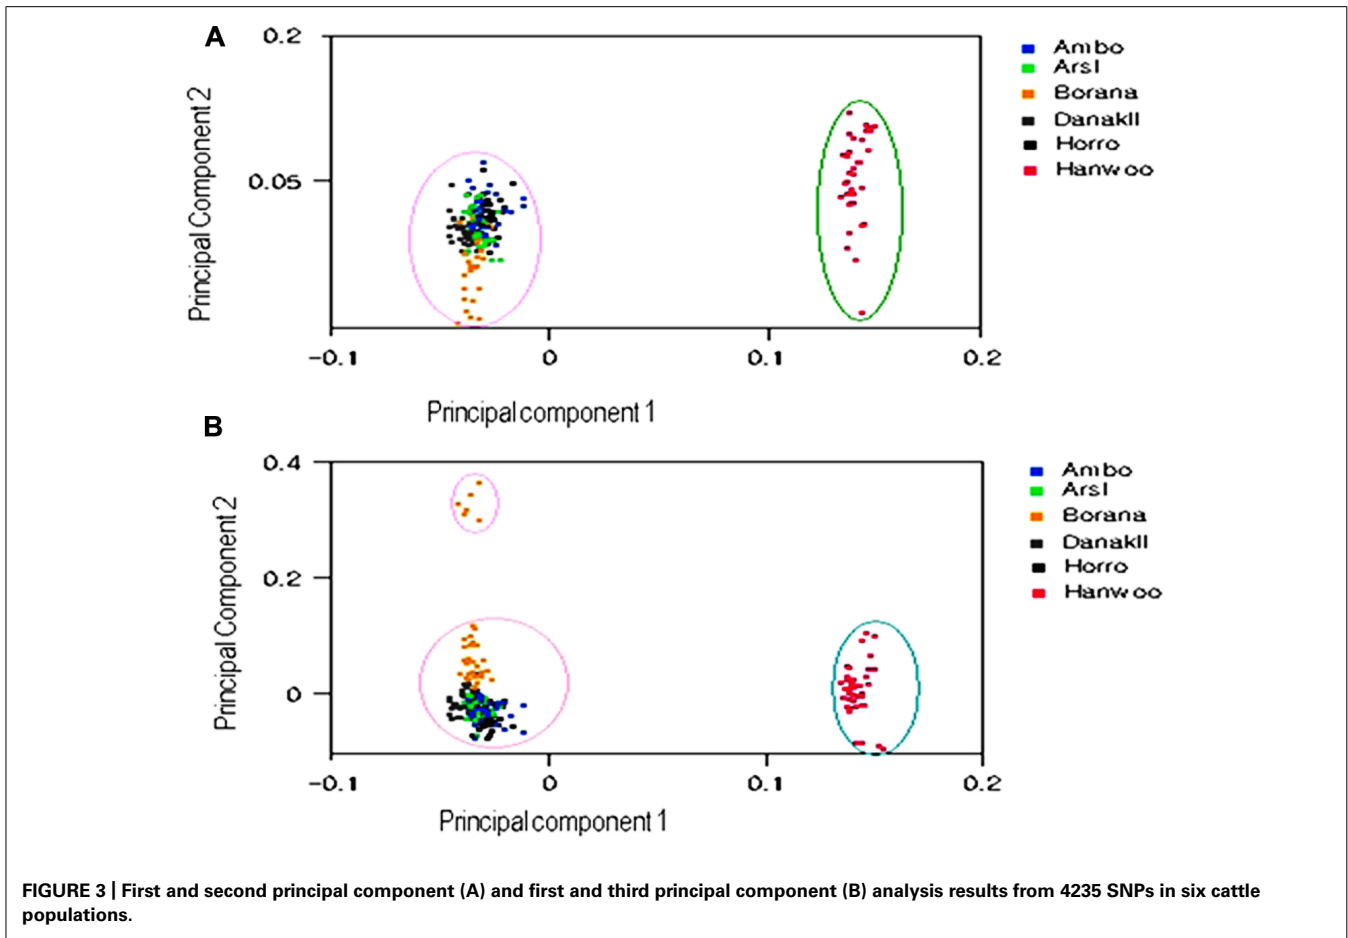 A
0.2
0.05
Principal Component 2
-0.1
0
0.1
0.2
Principal component 1
Ambo
ArsI
Borana
DanakII
Horro
Hanwoo
B
0.4
0.2
0
Principal Component 2
-0.1
0
0.1
0.2
Principal component 1
Ambo
ArsI
Borana
DanakII
Horro
Hanwoo
FIGURE 3 | First and second principal component (A) and first and third principal component (B) analysis results from 4235 SNPs in six cattle
populations.